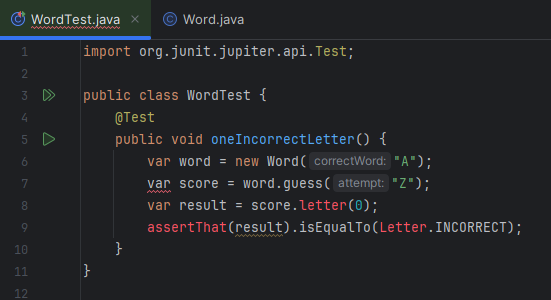 WordTest.java × Word.java
1 import org.junit.jupiter.api.Test;
2
3 public class WordTest {
4 @Test
5 public void oneIncorrectLetter() {
6 var word = new Word( correctWord: "A");
7 var score = word.guess( attempt: "Z");
8 var result = score.letter(0);
9 assertThat(result).isEqualTo(Letter.INCORRECT);
10 }
11 }
12